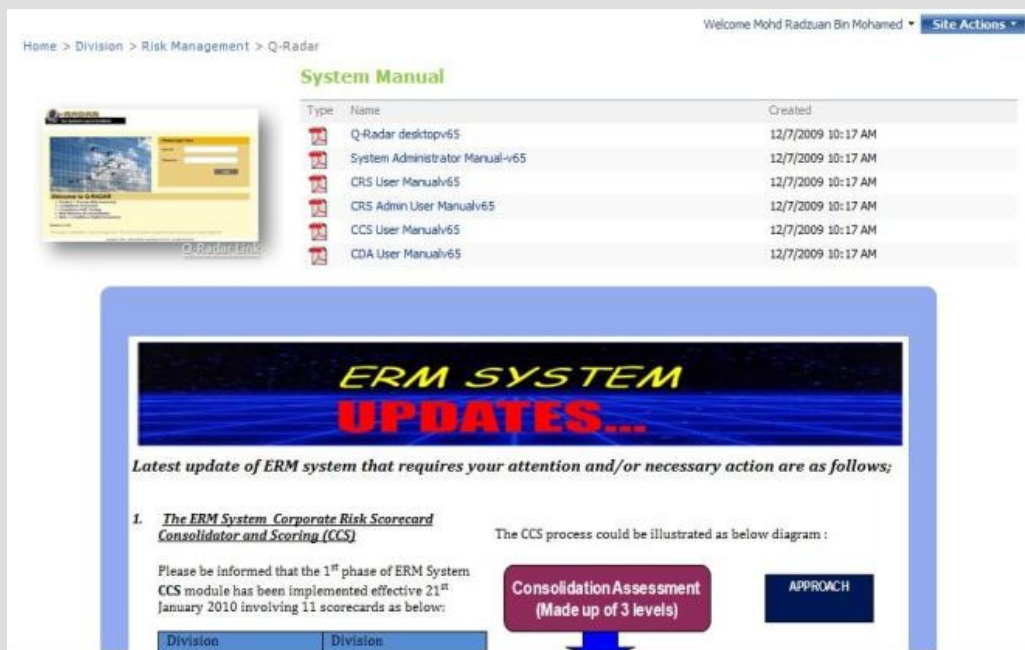 Welcome Mohd Radzuan Bin Mohamed
Site Actions
Home > Division > Risk Management > Q-Radar
System Manual
Type Name Created
Q-Radar desktopv65 12/7/2009 10:17 AM
System Administrator Manual-v65 12/7/2009 10:17 AM
CRS User Manualv65 12/7/2009 10:17 AM
CRS Admin User Manualv65 12/7/2009 10:17 AM
CCS User Manualv65 12/7/2009 10:17 AM
CDA User Manualv65 12/7/2009 10:17 AM
Q-RADAR
Welcome to Q-RADAR
Q-Radar Link
ERM SYSTEM
UPDATES...
Latest update of ERM system that requires your attention and/or necessary action are as follows;
1. The ERM System Corporate Risk Scorecard
Consolidator and Scoring (CCS)
Please be informed that the 1st phase of ERM System
CCS module has been implemented effective 21st
January 2010 involving 11 scorecards as below:
Division Division
The CCS process could be illustrated as below diagram :
Consolidation Assessment
(Made up of 3 levels)
APPROACH